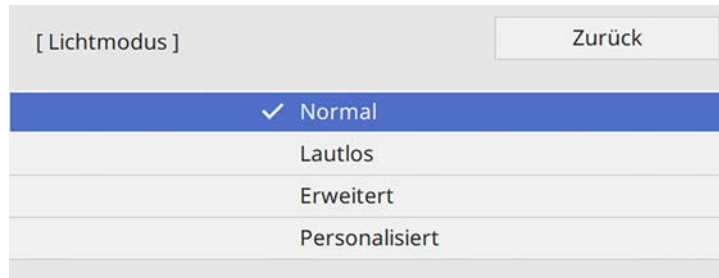 [ Lichtmodus ]
Zurück
Normal
Lautlos
Erweitert
Personalisiert